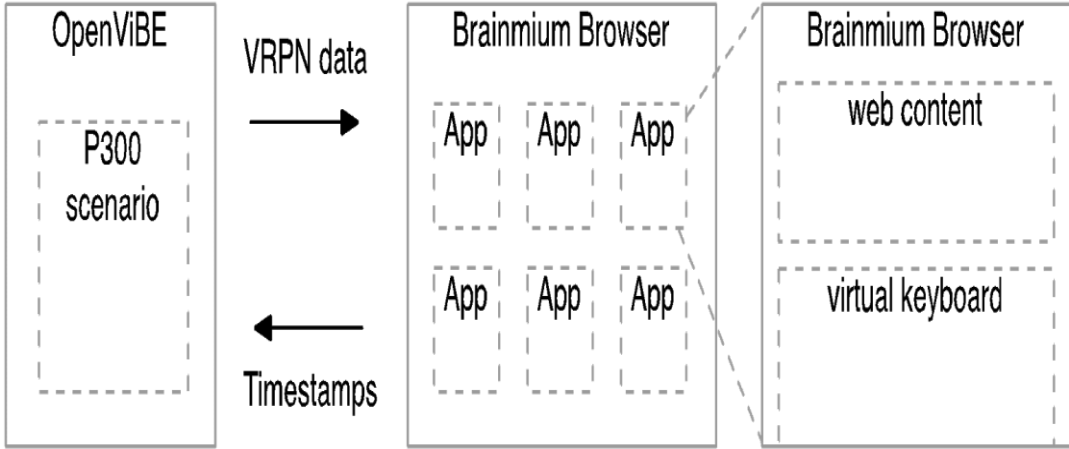 OpenViBE
P300
scenario
VRPN data
Timestamps
Brainmium Browser
App App App
App App App
Brainmium Browser
web content
virtual keyboard